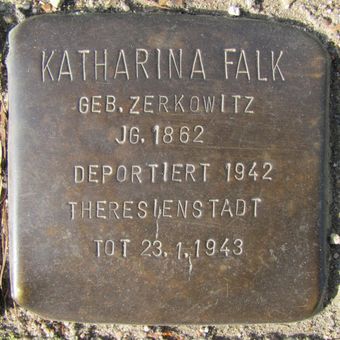 KATHARINA FALK
GEB. ZERKOWITZ
JG. 1862
DEPORTIERT 1942
THERESIENSTADT
TOT 23.1.1943